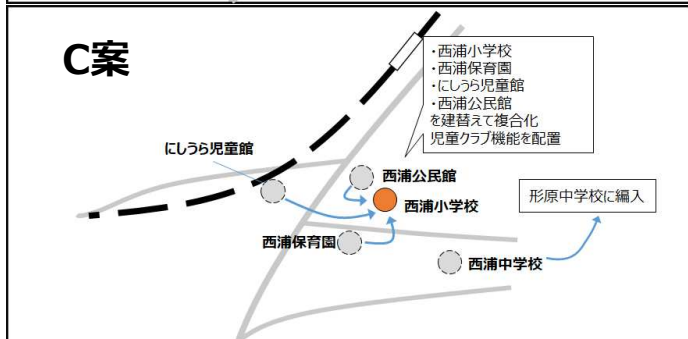 C案
・西浦小学校
・西浦保育園
・にしうら児童館
・西浦公民館
を建替えて複合化
児童クラブ機能を配置
にしうら児童館
西浦公民館
西浦小学校
形原中学校に編入
西浦保育園
西浦中学校